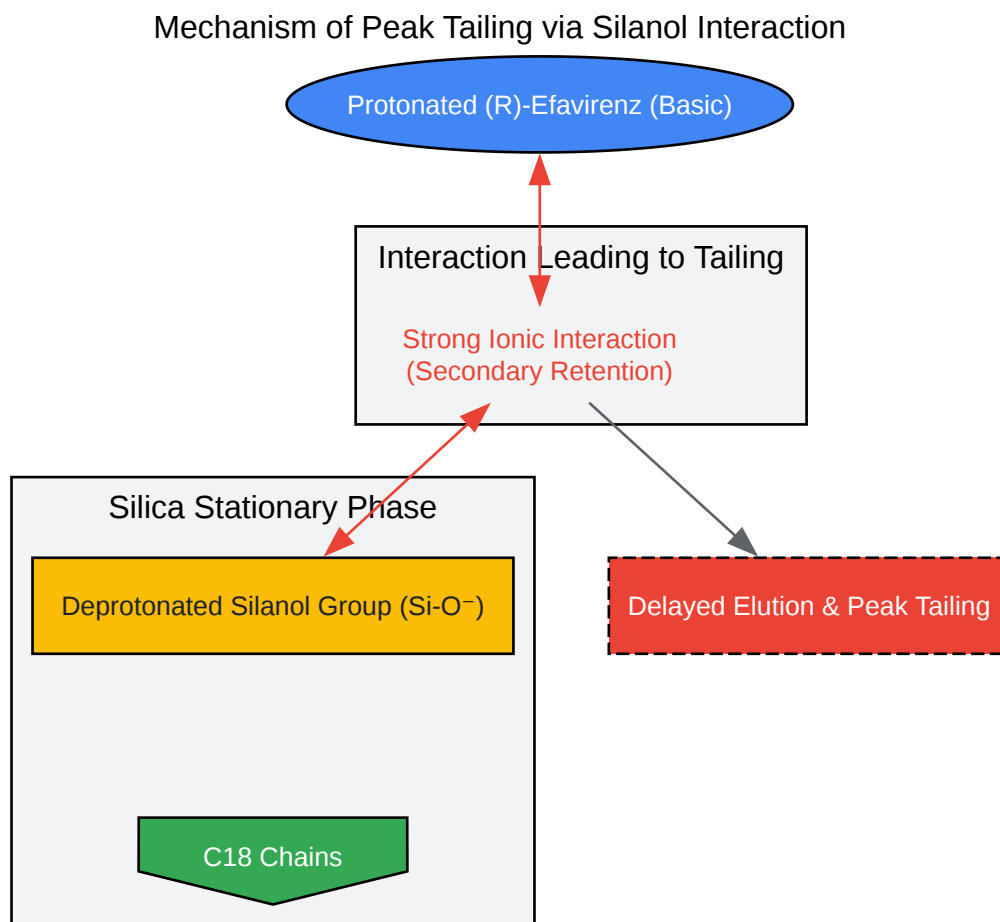 Mechanism of Peak Tailing via Silanol Interaction
Protonated (R)-Efavirenz (Basic)
Interaction Leading to Tailing
Strong Ionic Interaction
(Secondary Retention)
Silica Stationary Phase
Deprotonated Silanol Group (Si-O⁻)
Delayed Elution & Peak Tailing
C18 Chains